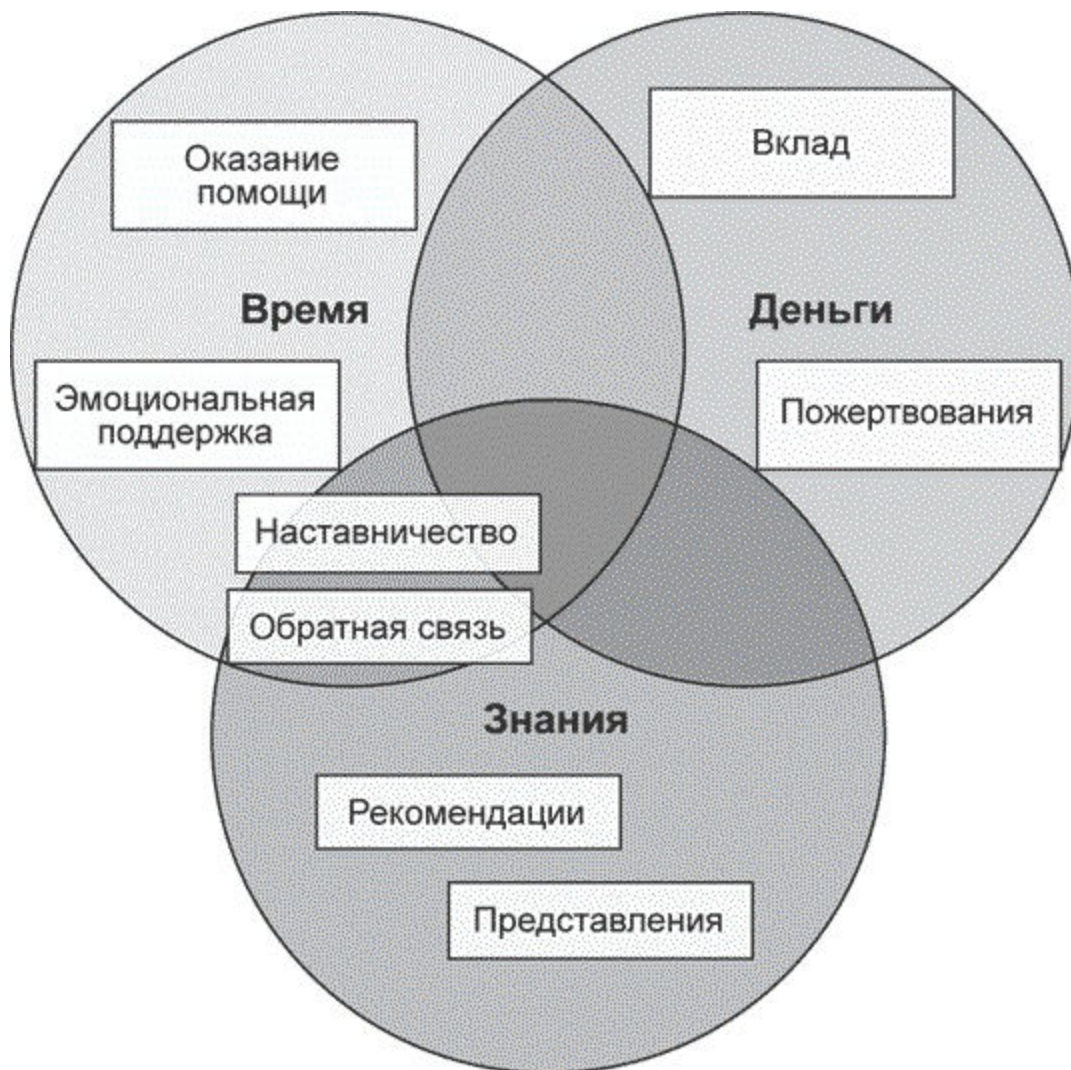 Оказание
помощи
Вклад
Время
Деньги
Эмоциональная
поддержка
Пожертвования
Наставничество
Обратная связь
Знания
Рекомендации
Представления